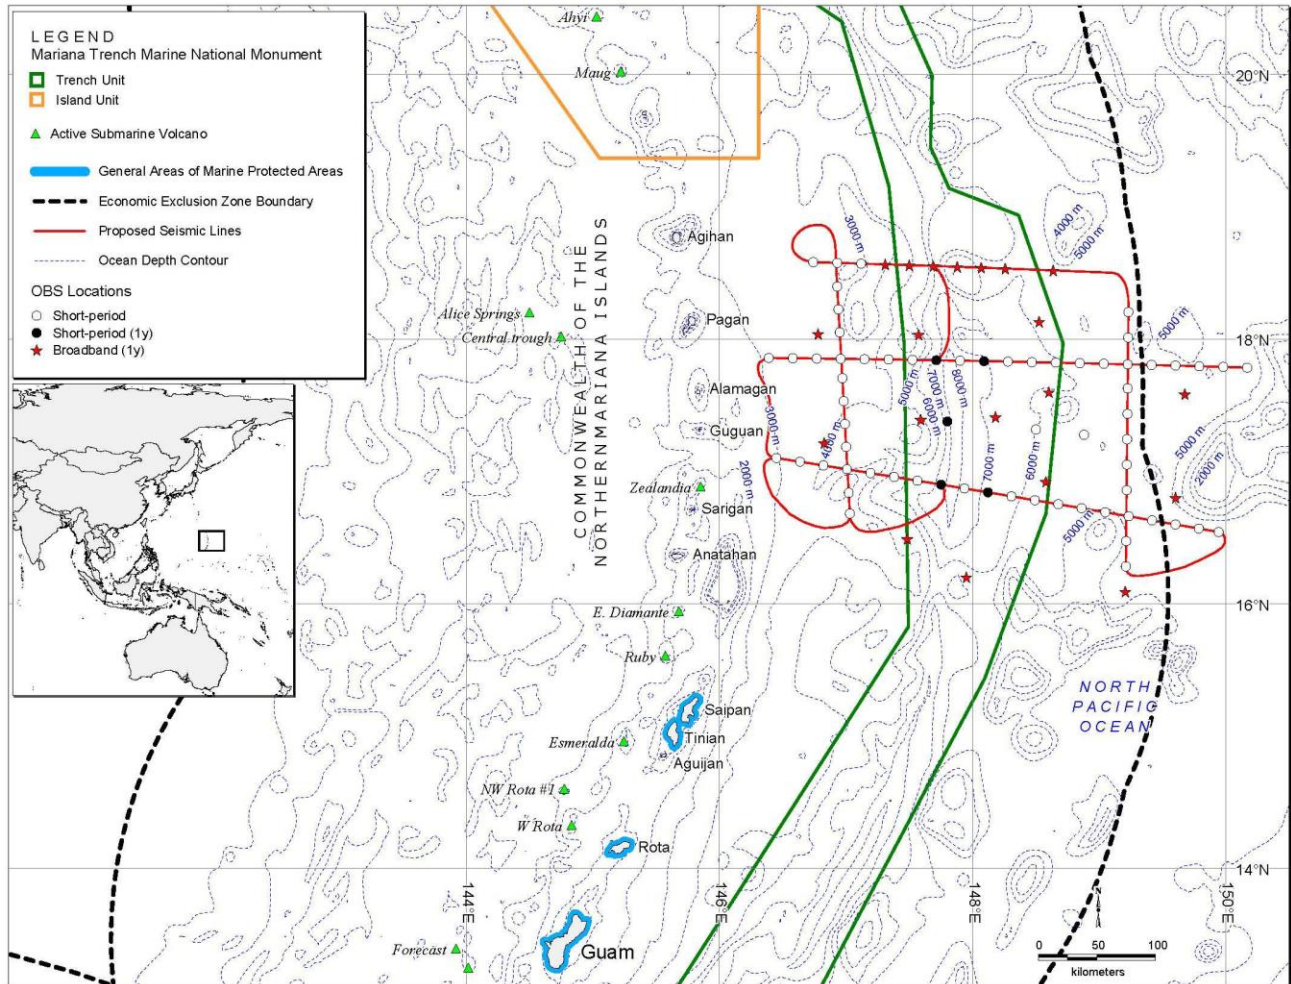 LEGEND
Mariana Trench Marine National Monument
Trench Unit
Island Unit
Active Submarine Volcano
General Areas of Marine Protected Areas
Economic Exclusion Zone Boundary
Proposed Seismic Lines
Ocean Depth Contour
OBS Locations
Short-period
Short-period (1y)
Broadband (1y)
Ahyi
Maug
20°N
COMMONWEALTH OF THE
NORTHERNMARIANA ISLANDS
Agihan
3000 m
4000 m
5000 m
Alice Springs
Pagan
Central trough
18°N
5000 m
Alamagan
5000 m
7000 m
8000 m
6000 m
3000 m
Guguan
4000 m
2000 m
7000 m
6000 m
5000 m
2000 m
Zealandia
Sarigan
5000 m
Anatahan
16°N
E. Diamante
Ruby
NORTH
PACIFIC
OCEAN
Saipan
Tinian
Esmeralda
Aguijan
NW Rota #1
W Rota
Rota
14°N
144°E
146°E
148°E
150°E
N
Forecast
Guam
0 50 100
kilometers